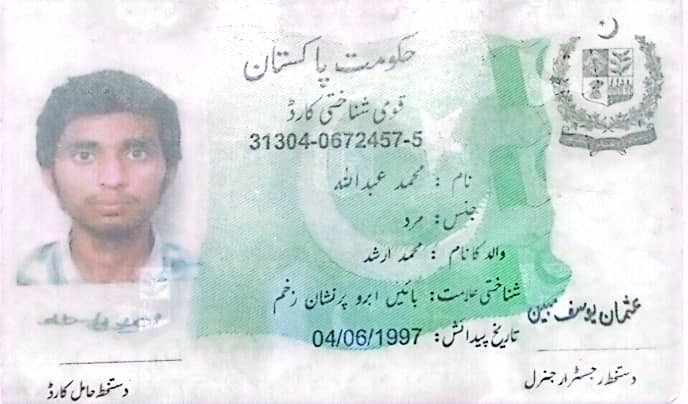 حکومت پاکستان
قومی شناختی کارڈ
31304-0672457-5
نام : محمد عبداللہ
جنس: مرد
والد کا نام : محمد ارشد
شناختی علامت: بائیں ابرو پر نشان زخم
تاریخ پیدائش: 04/06/1997
عثمان یوسف مبین
دستخط رجسٹرار جنرل
دستخط حامل کارڈ